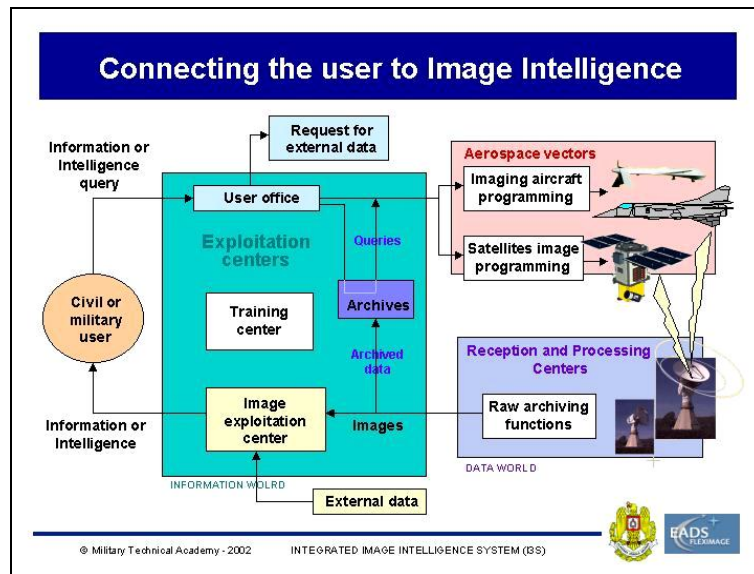 Connecting the user to Image Intelligence
Request for
external data
Information or
Intelligence
query
User office
Aerospace vectors
Imaging aircraft
programming
Satellites image
programming
Exploitation
centers
Queries
Civil or
military
user
Training
center
Archives
Archived
data
Reception and Processing
Centers
Raw archiving
functions
Information or
Intelligence
Image
exploitation
center
Images
INFORMATION WOLRD
DATA WORLD
External data
© Military Technical Academy - 2002
INTEGRATED IMAGE INTELLIGENCE SYSTEM (I3S)
EADS
FLEXIMAGE